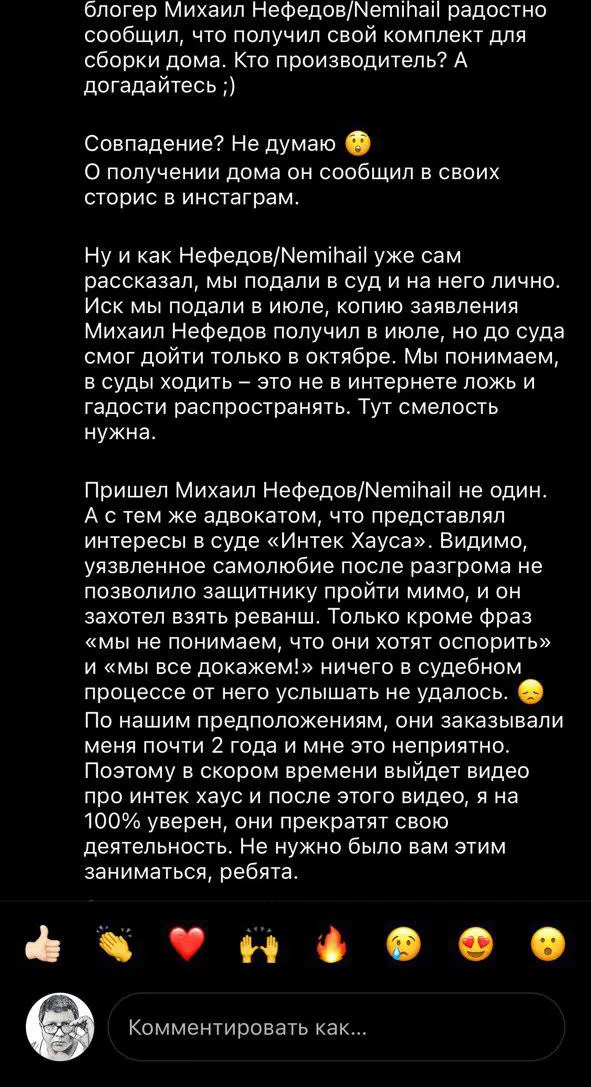 блогер Михаил Нефедов/Nemihail радостно
сообщил, что получил свой комплект для
сборки дома. Кто производитель? А
догадайтесь ;)
Совпадение? Не думаю 😲
О получении дома он сообщил в своих
сторис в инстаграм.
Ну и как Нефедов/Nemihail уже сам
рассказал, мы подали в суд и на него лично.
Иск мы подали в июле, копию заявления
Михаил Нефедов получил в июле, но до суда
смог дойти только в октябре. Мы понимаем,
в суды ходить – это не в интернете ложь и
гадости распространять. Тут смелость
нужна.
Пришел Михаил Нефедов/Nemihail не один.
А с тем же адвокатом, что представлял
интересы в суде «Интек Хауса». Видимо,
уязвленное самолюбие после разгрома не
позволило защитнику пройти мимо, и он
захотел взять реванш. Только кроме фраз
«мы не понимаем, что они хотят оспорить»
и «мы все докажем!» ничего в судебном
процессе от него услышать не удалось. 😞
По нашим предположениям, они заказывали
меня почти 2 года и мне это неприятно.
Поэтому в скором времени выйдет видео
про интек хаус и после этого видео, я на
100% уверен, они прекратят свою
деятельность. Не нужно было вам этим
заниматься, ребята.
Комментировать как...